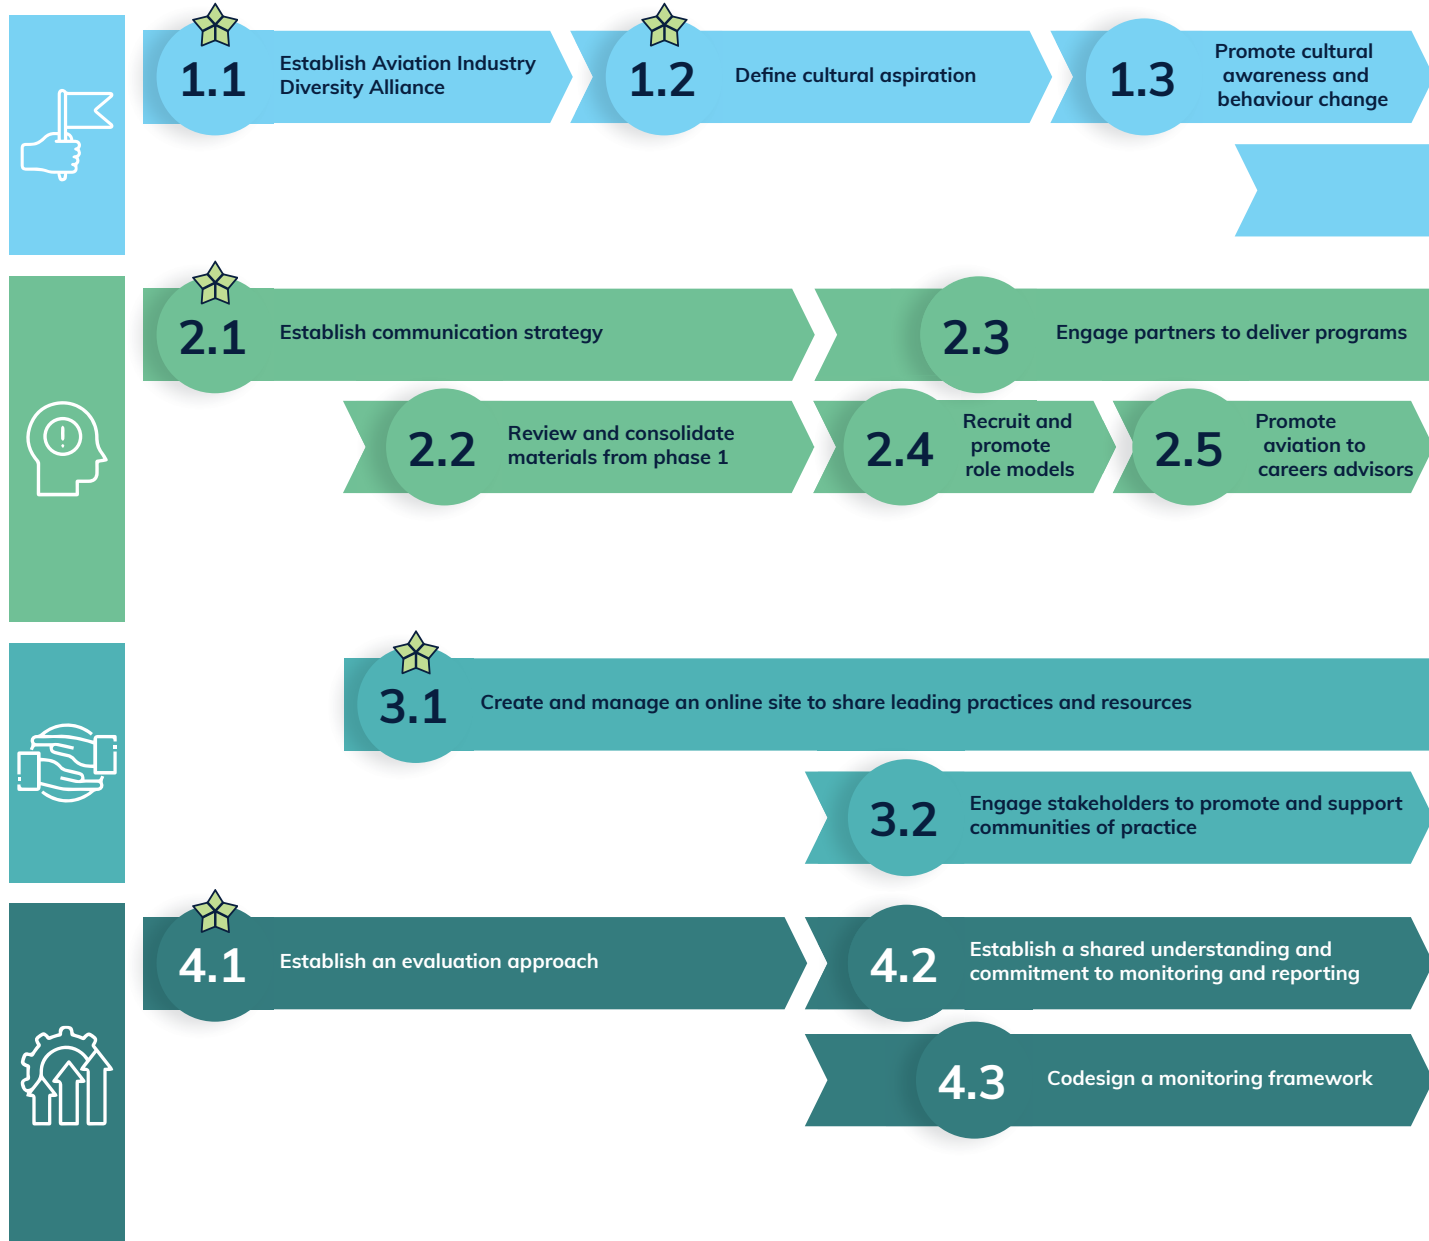 1.1
Establish Aviation Industry
Diversity Alliance
1.2
Define cultural aspiration
1.3
Promote cultural
awareness and
behaviour change
2.1
Establish communication strategy
2.3
Engage partners to deliver programs
2.2
Review and consolidate
materials from phase 1
2.4
Recruit and
promote
role models
2.5
Promote
aviation to
careers advisors
3.1
Create and manage an online site to share leading practices and resources
3.2
Engage stakeholders to promote and support
communities of practice
4.1
Establish an evaluation approach
4.2
Establish a shared understanding and
commitment to monitoring and reporting
4.3
Codesign a monitoring framework